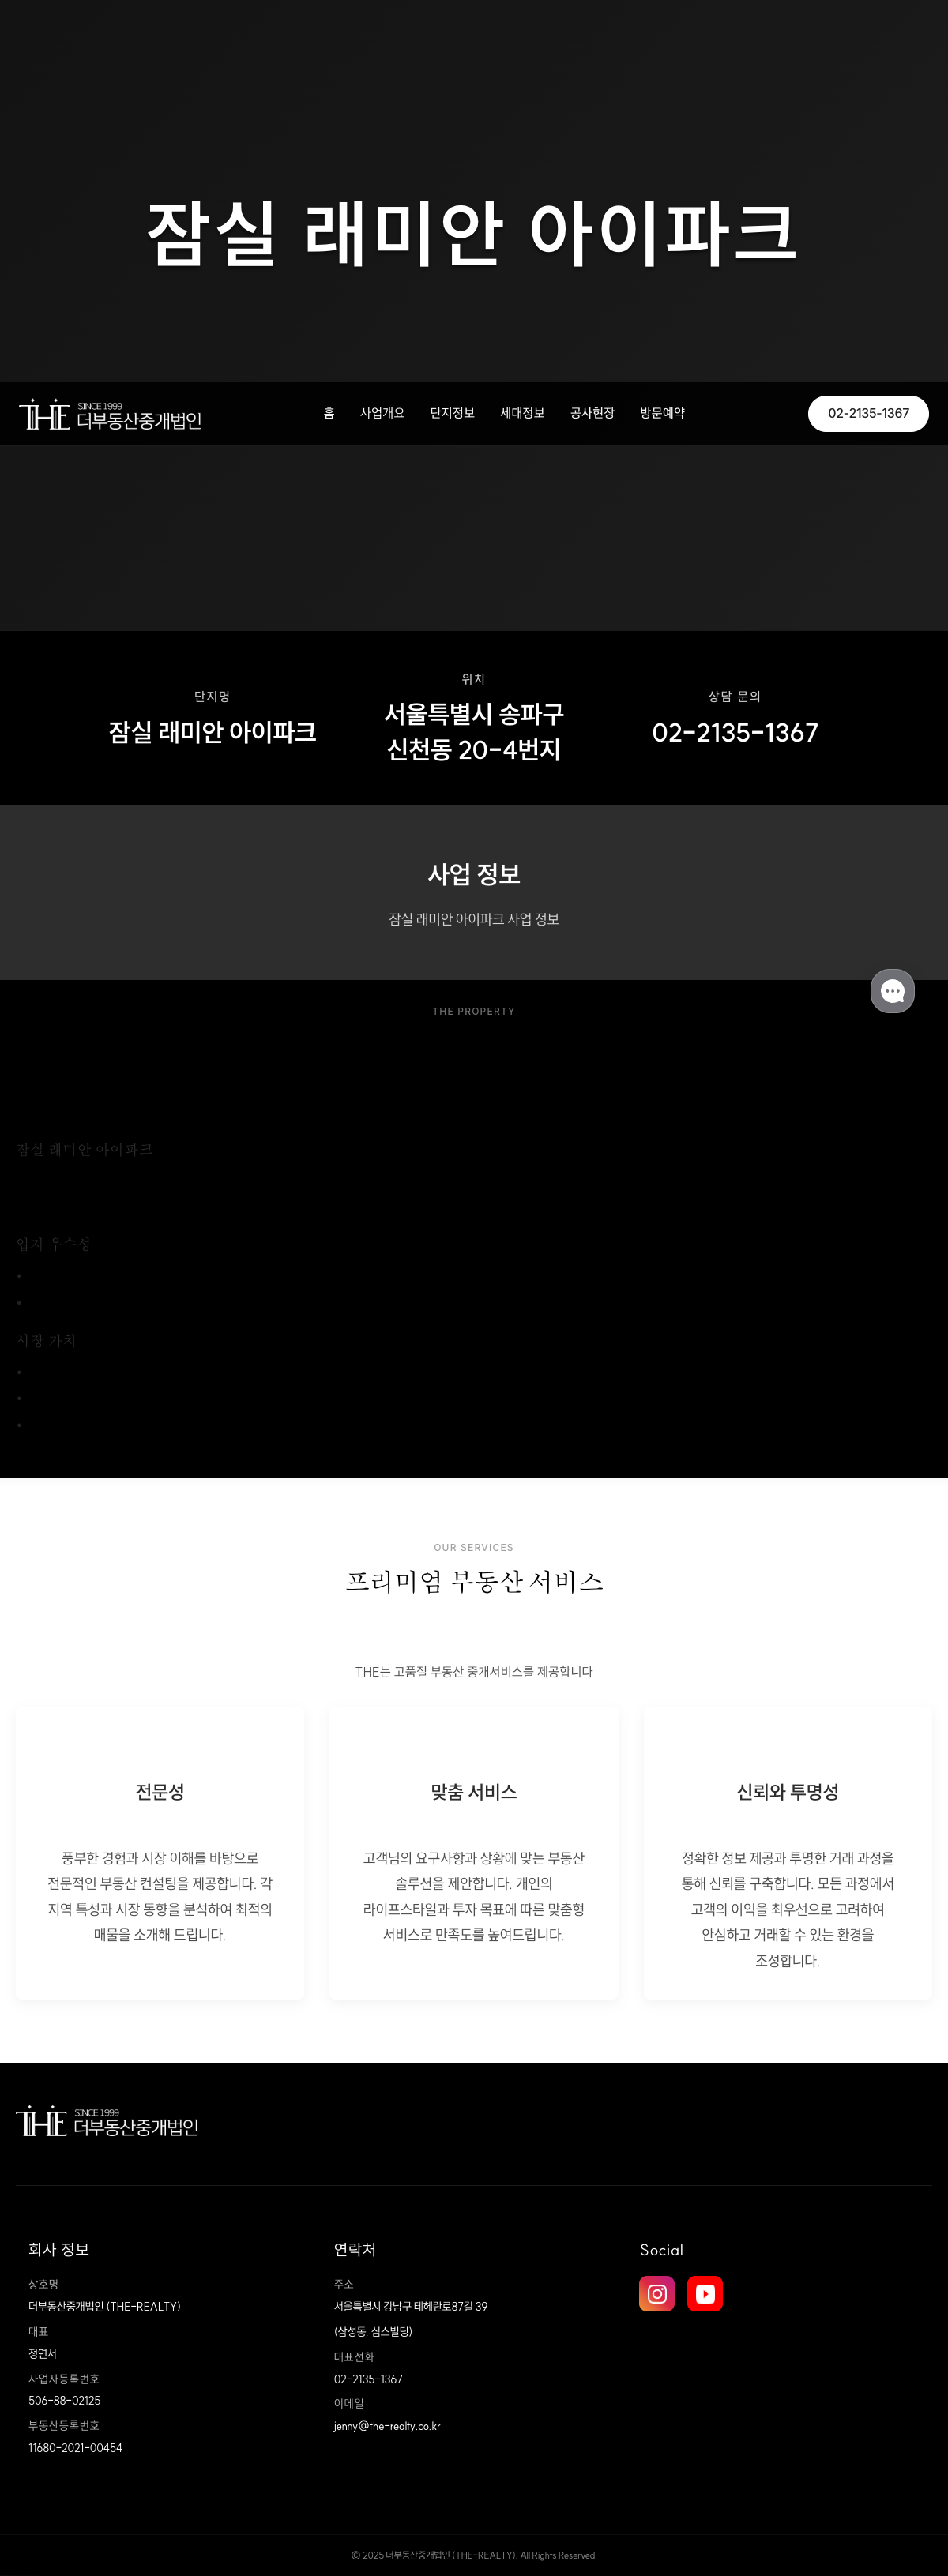 잠실 래미안 아이파크
THE SINCE 1999 더부동산중개법인
홈 사업개요 단지정보 세대정보 공사현장 방문예약
02-2135-1367
단지명
잠실 래미안 아이파크
위치
서울특별시 송파구
신천동 20-4번지
상담 문의
02-2135-1367
사업 정보
잠실 래미안 아이파크 사업 정보
THE PROPERTY
잠실 래미안 아이파크
입지 우수성
시장 가치
OUR SERVICES
프리미엄 부동산 서비스
THE는 고품질 부동산 중개서비스를 제공합니다
전문성
풍부한 경험과 시장 이해를 바탕으로
전문적인 부동산 컨설팅을 제공합니다. 각
지역 특성과 시장 동향을 분석하여 최적의
매물을 소개해 드립니다.
맞춤 서비스
고객님의 요구사항과 상황에 맞는 부동산
솔루션을 제안합니다. 개인의
라이프스타일과 투자 목표에 따른 맞춤형
서비스로 만족도를 높여드립니다.
신뢰와 투명성
정확한 정보 제공과 투명한 거래 과정을
통해 신뢰를 구축합니다. 모든 과정에서
고객의 이익을 최우선으로 고려하여
안심하고 거래할 수 있는 환경을
조성합니다.
THE SINCE 1999 더부동산중개법인
회사 정보
상호명
더부동산중개법인 (THE-REALTY)
대표
정연서
사업자등록번호
506-88-02125
부동산등록번호
11680-2021-00454
연락처
주소
서울특별시 강남구 테헤란로87길 39
(삼성동, 심스빌딩)
대표전화
02-2135-1367
이메일
jenny@the-realty.co.kr
Social
© 2025 더부동산중개법인 (THE-REALTY). All Rights Reserved.